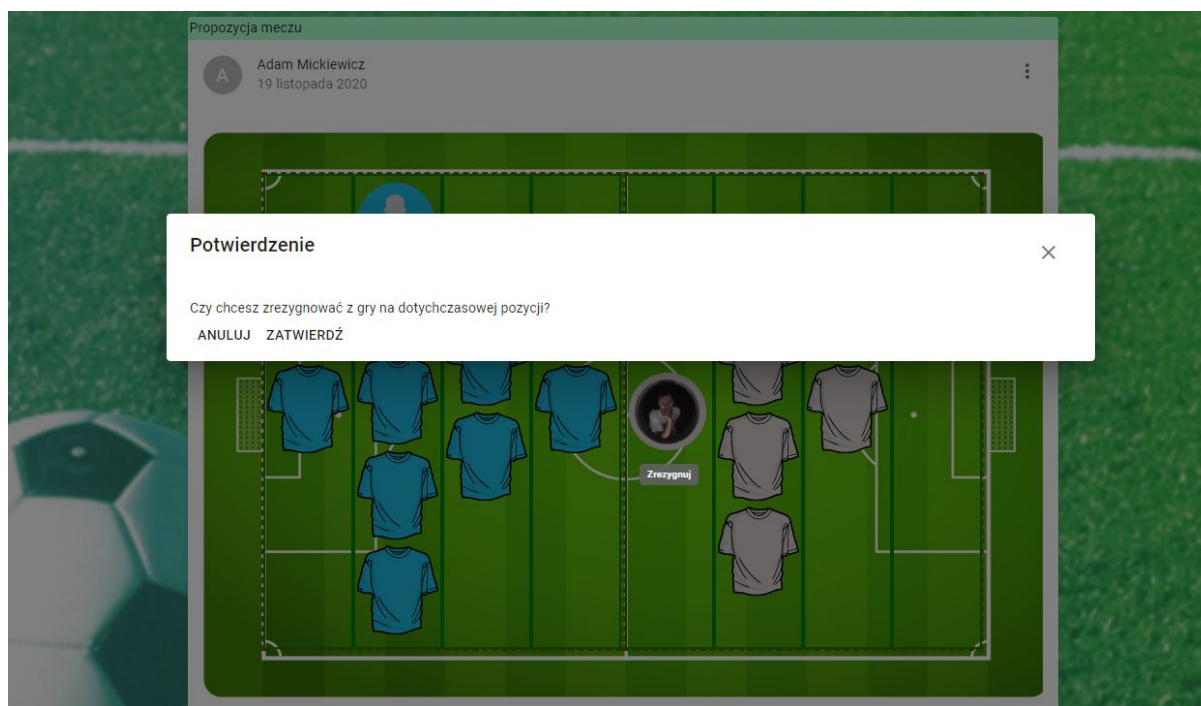 Propozycja meczu
A
Adam Mickiewicz
19 listopada 2020
Potwierdzenie
Czy chcesz zrezygnować z gry na dotychczasowej pozycji?
ANULUJ ZATWIERDŹ
Zrezygnuj